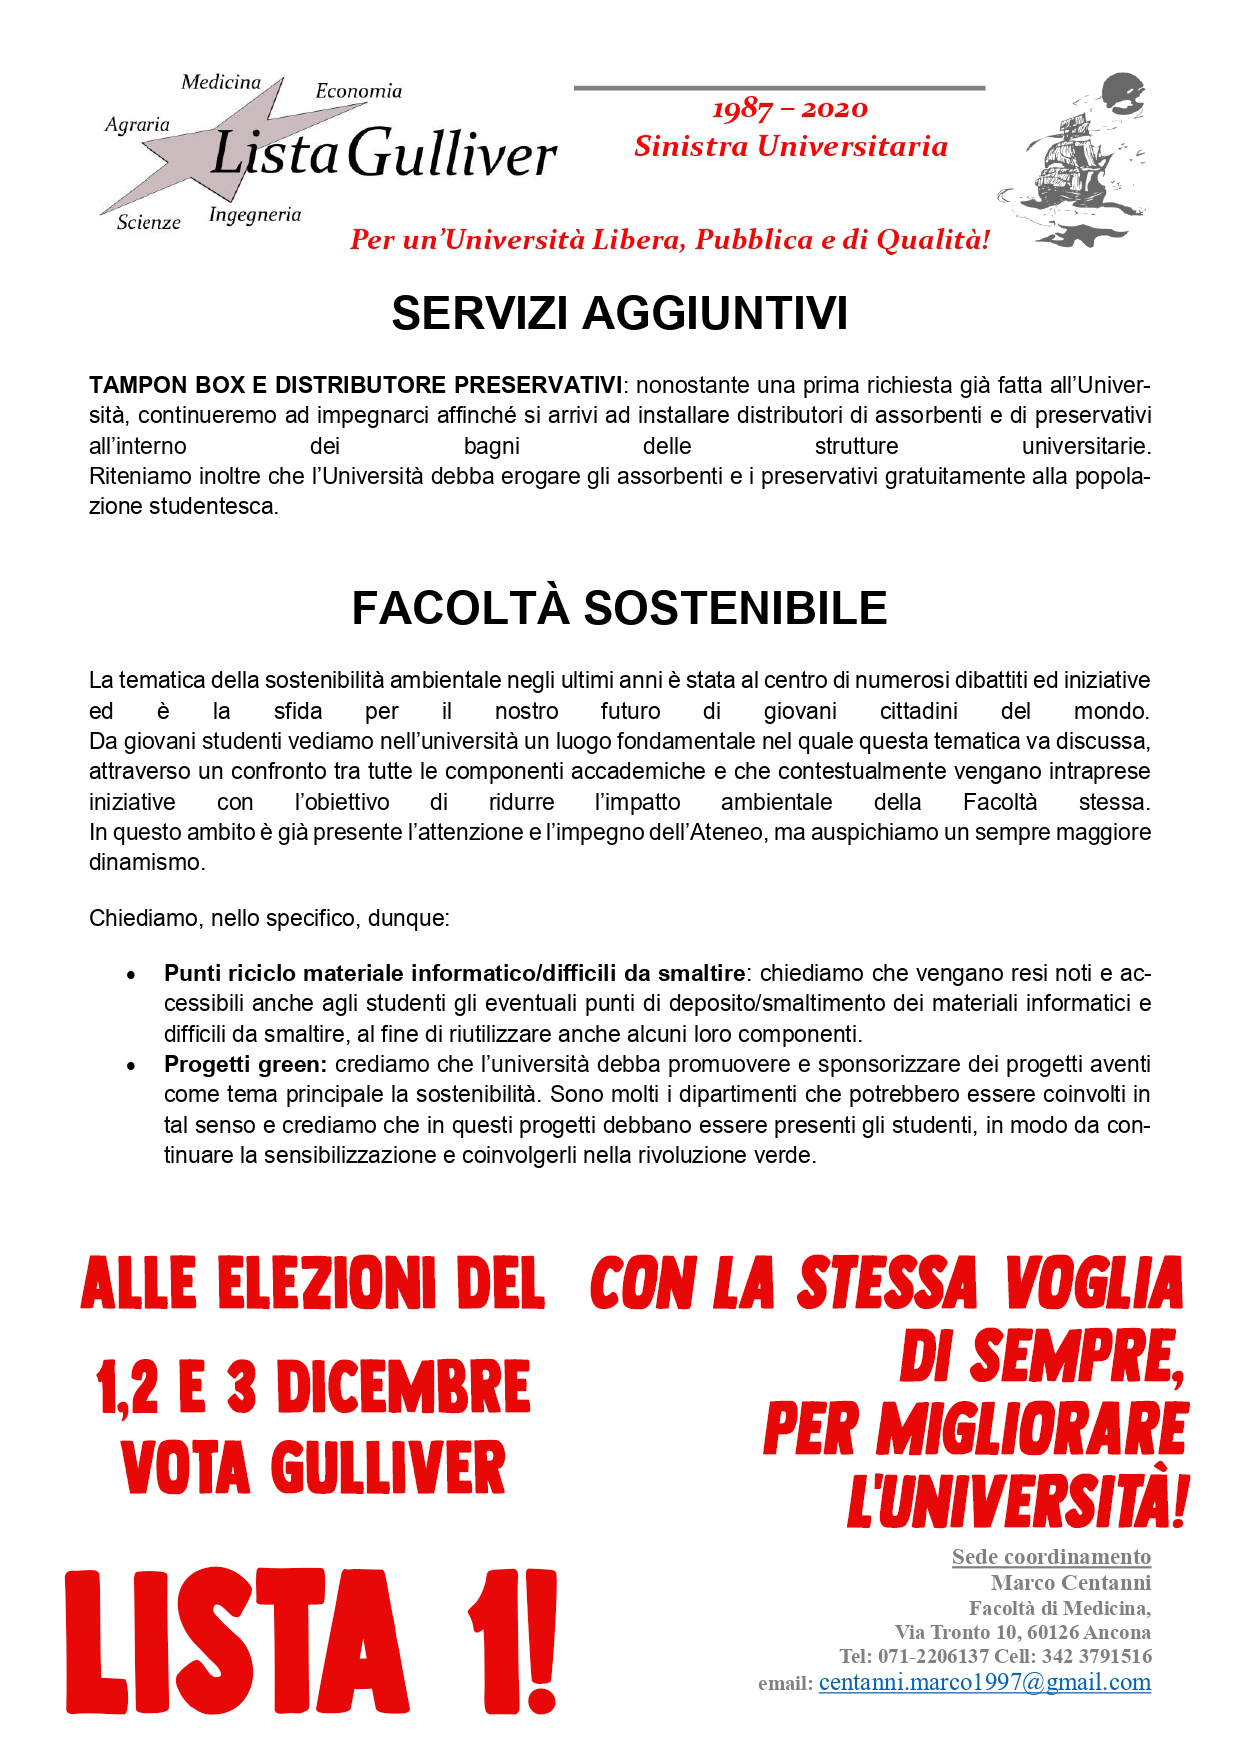 Medicina
Economia
Agraria
Lista Gulliver
Scienze
Ingegneria
1987 – 2020
Sinistra Universitaria
Per un’Università Libera, Pubblica e di Qualità!
SERVIZI AGGIUNTIVI
TAMPON BOX E DISTRIBUTORE PRESERVATIVI: nonostante una prima richiesta già fatta all’Univer-
sità, continueremo ad impegnarci affinché si arrivi ad installare distributori di assorbenti e di preservativi
all’interno dei bagni delle strutture universitarie.
Riteniamo inoltre che l’Università debba erogare gli assorbenti e i preservativi gratuitamente alla popola-
zione studentesca.
FACOLTÀ SOSTENIBILE
La tematica della sostenibilità ambientale negli ultimi anni è stata al centro di numerosi dibattiti ed iniziative
ed è la sfida per il nostro futuro di giovani cittadini del mondo.
Da giovani studenti vediamo nell’università un luogo fondamentale nel quale questa tematica va discussa,
attraverso un confronto tra tutte le componenti accademiche e che contestualmente vengano intraprese
iniziative con l’obiettivo di ridurre l’impatto ambientale della Facoltà stessa.
In questo ambito è già presente l’attenzione e l’impegno dell’Ateneo, ma auspichiamo un sempre maggiore
dinamismo.
Chiediamo, nello specifico, dunque:
• Punti riciclo materiale informatico/difficili da smaltire: chiediamo che vengano resi noti e ac-
cessibili anche agli studenti gli eventuali punti di deposito/smaltimento dei materiali informatici e
difficili da smaltire, al fine di riutilizzare anche alcuni loro componenti.
• Progetti green: crediamo che l’università debba promuovere e sponsorizzare dei progetti aventi
come tema principale la sostenibilità. Sono molti i dipartimenti che potrebbero essere coinvolti in
tal senso e crediamo che in questi progetti debbano essere presenti gli studenti, in modo da con-
tinuare la sensibilizzazione e coinvolgerli nella rivoluzione verde.
ALLE ELEZIONI DEL
1,2 E 3 DICEMBRE
VOTA GULLIVER
LISTA 1!
CON LA STESSA VOGLIA
DI SEMPRE,
PER MIGLIORARE
L'UNIVERSITÀ!
Sede coordinamento
Marco Centanni
Facoltà di Medicina,
Via Tronto 10, 60126 Ancona
Tel: 071-2206137 Cell: 342 3791516
email: centanni.marco1997@gmail.com